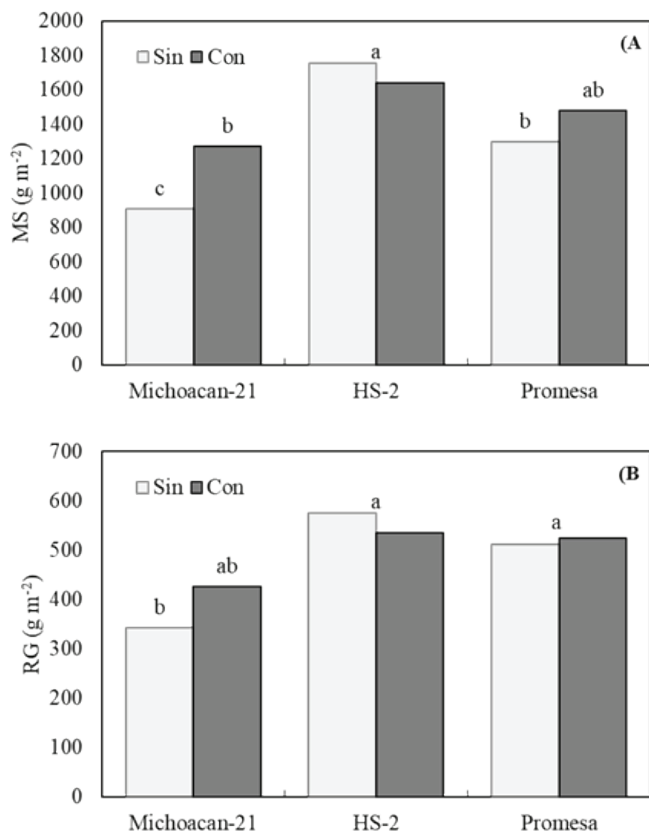 2000
1800
1600
1400
1200
1000
800
600
400
200
0
MS (g m⁻²)
Sin Con
(A
c b a b ab
Michoacan-21 HS-2 Promesa
700
600
500
400
300
200
100
0
RG (g m⁻²)
Sin Con
(B
b ab a a
Michoacan-21 HS-2 Promesa